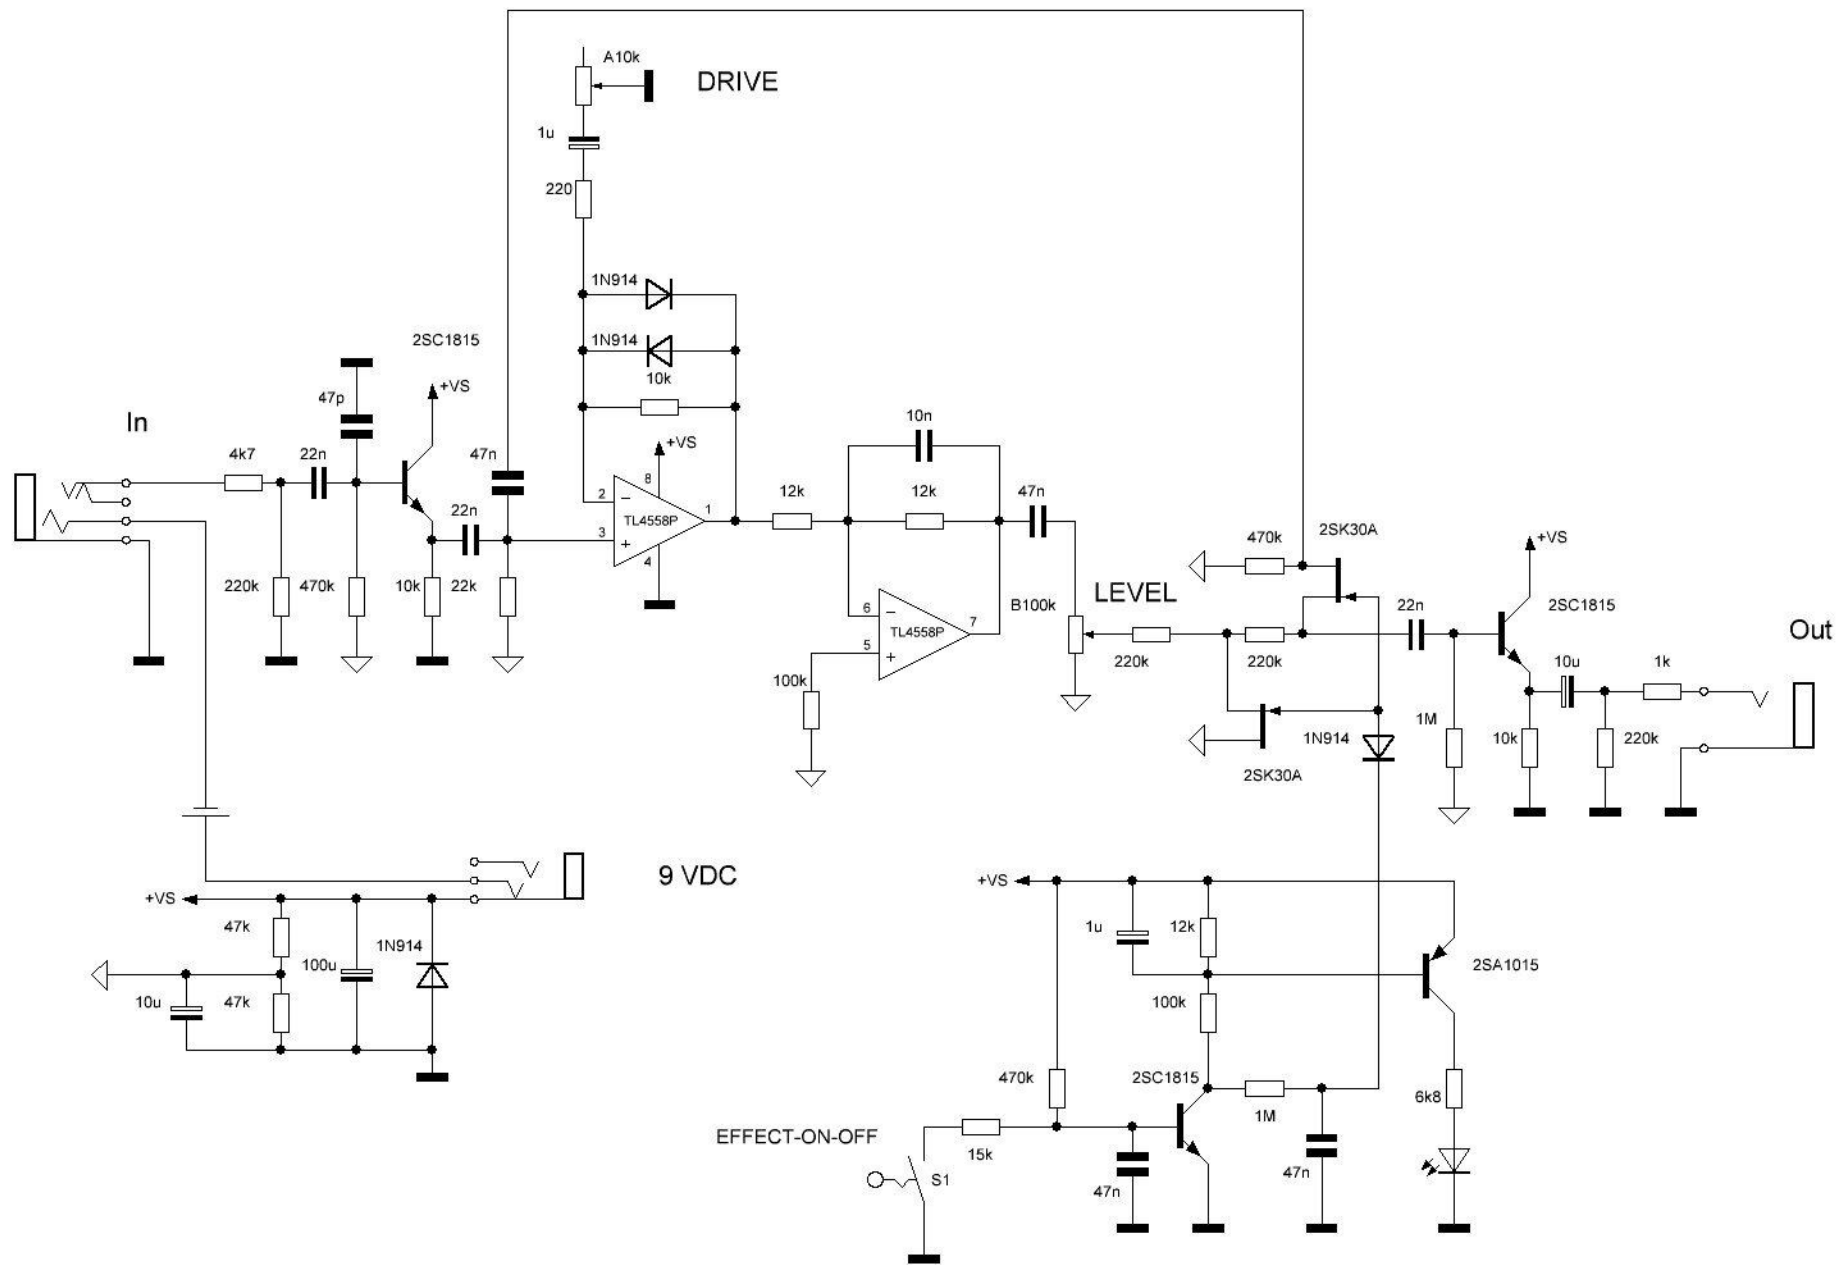 A10k
DRIVE
1u
220
1N914
1N914
10k
2SC1815
+VS
47p
In
4k7
22n
47n
+VS
8
2
−
TL4558P
1
3
+
4
22n
220k
470k
10k
22k
12k
10n
12k
47n
6
−
TL4558P
7
5
+
100k
B100k
LEVEL
220k
220k
470k
2SK30A
22n
2SC1815
+VS
Out
10u
1k
1M
10k
220k
1N914
2SK30A
9 VDC
+VS
47k
1N914
100u
10u
47k
+VS
1u
12k
2SA1015
100k
470k
2SC1815
1M
6k8
EFFECT-ON-OFF
15k
S1
47n
47n